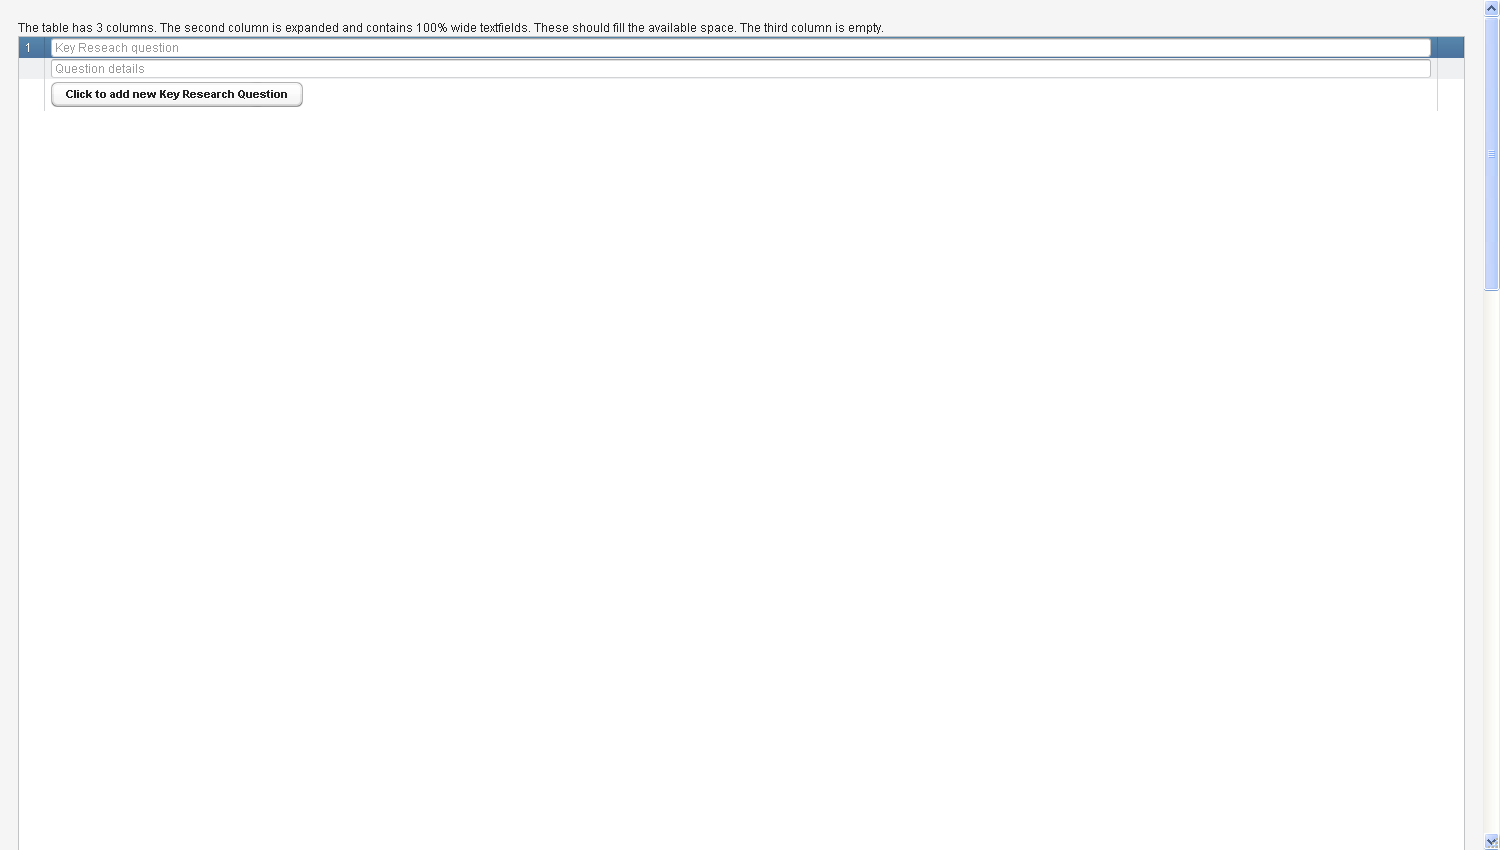 The table has 3 columns. The second column is expanded and contains 100% wide textfields. These should fill the available space. The third column is empty.
1 Key Reseach question
Question details
Click to add new Key Research Question